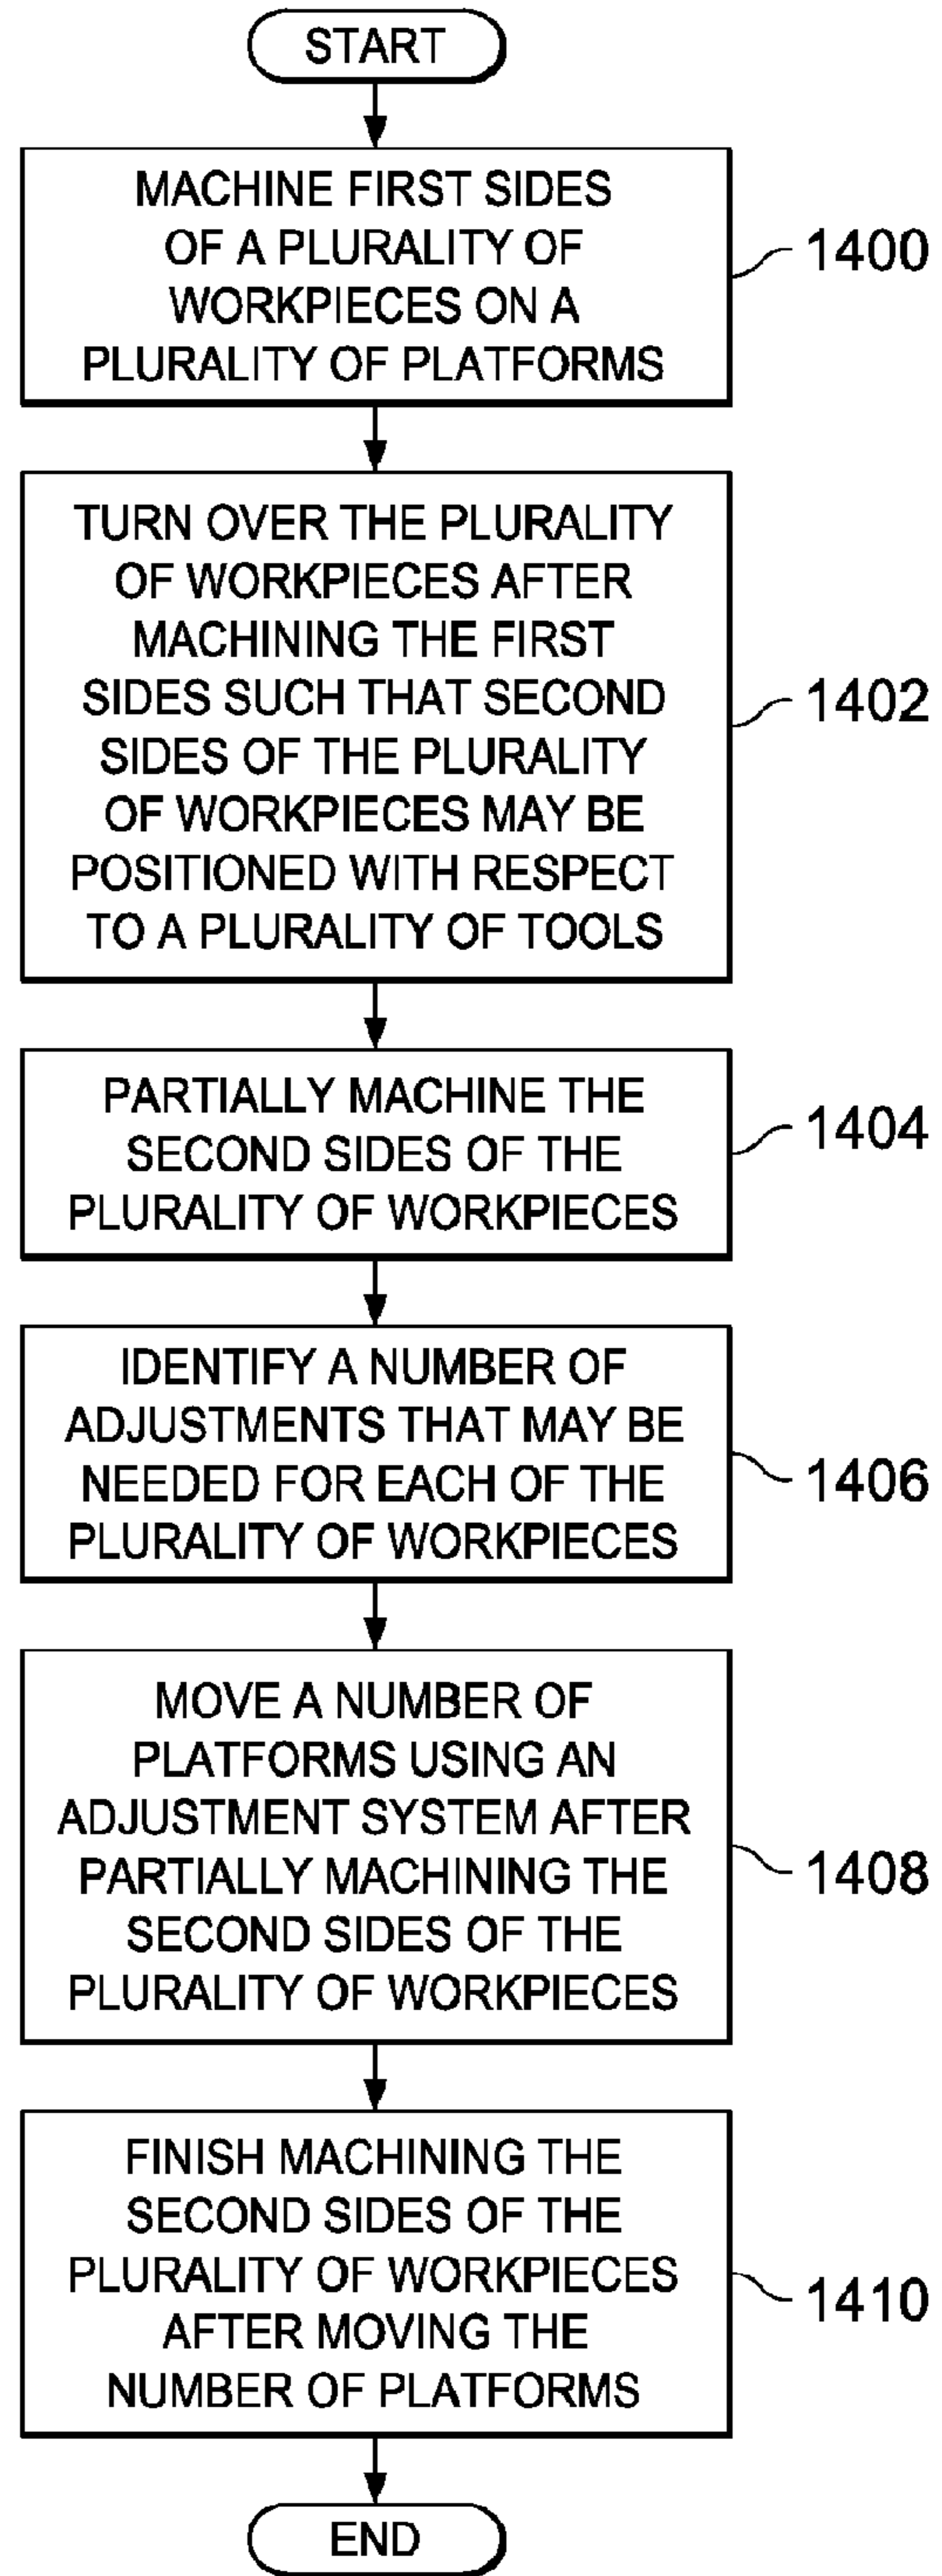 START
MACHINE FIRST SIDES
OF A PLURALITY OF
WORKPIECES ON A
PLURALITY OF PLATFORMS
1400
TURN OVER THE PLURALITY
OF WORKPIECES AFTER
MACHINING THE FIRST
SIDES SUCH THAT SECOND
SIDES OF THE PLURALITY
OF WORKPIECES MAY BE
POSITIONED WITH RESPECT
TO A PLURALITY OF TOOLS
1402
PARTIALLY MACHINE THE
SECOND SIDES OF THE
PLURALITY OF WORKPIECES
1404
IDENTIFY A NUMBER OF
ADJUSTMENTS THAT MAY BE
NEEDED FOR EACH OF THE
PLURALITY OF WORKPIECES
1406
MOVE A NUMBER OF
PLATFORMS USING AN
ADJUSTMENT SYSTEM AFTER
PARTIALLY MACHINING THE
SECOND SIDES OF THE
PLURALITY OF WORKPIECES
1408
FINISH MACHINING THE
SECOND SIDES OF THE
PLURALITY OF WORKPIECES
AFTER MOVING THE
NUMBER OF PLATFORMS
1410
END